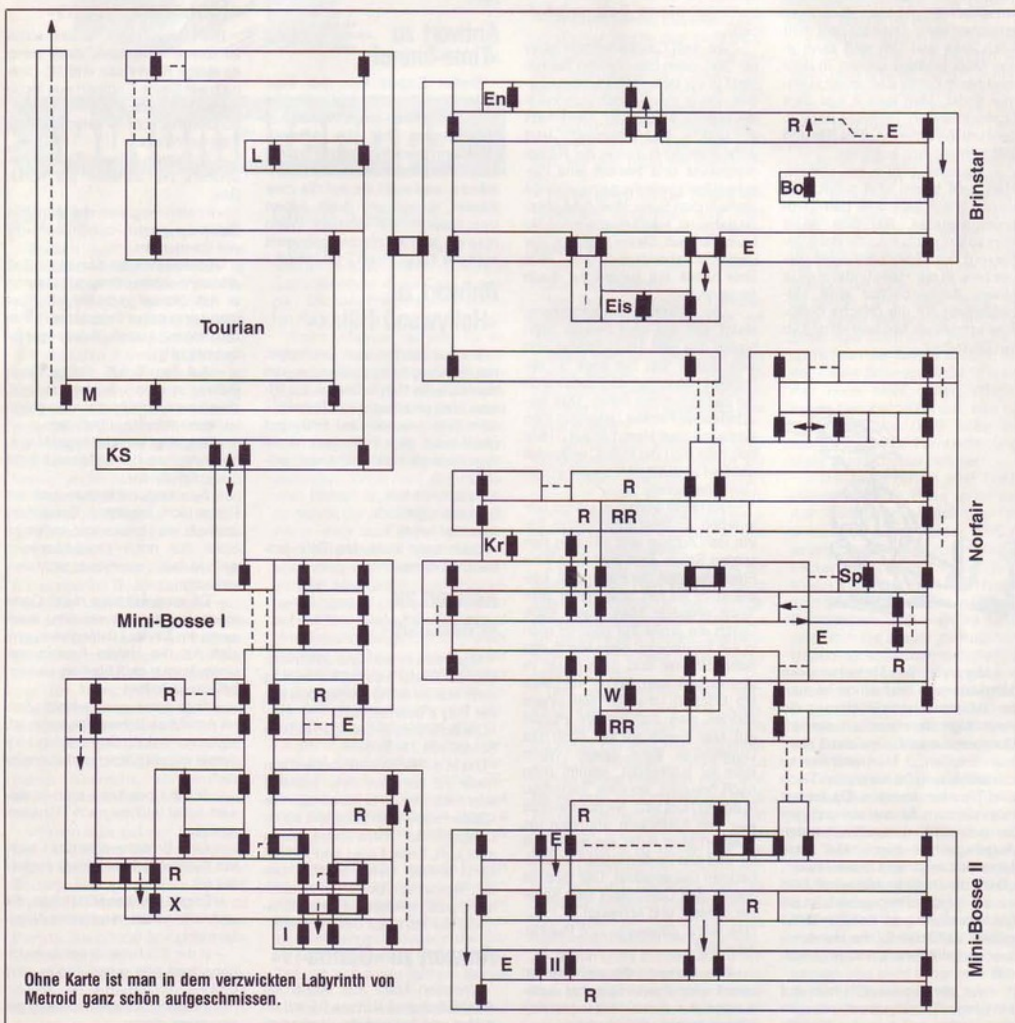 En
R E
L
Bo
Brinstar
E
Eis
Tourian
M
KS
R
R RR
Kr
Norfair
Sp
Mini-Bosse I
E
R
R R
W
E
RR
R
R
E
R
R
X
I
E II
R
Mini-Bosse II
Ohne Karte ist man in dem verzwickten Labyrinth von
Metroid ganz schön aufgeschmissen.